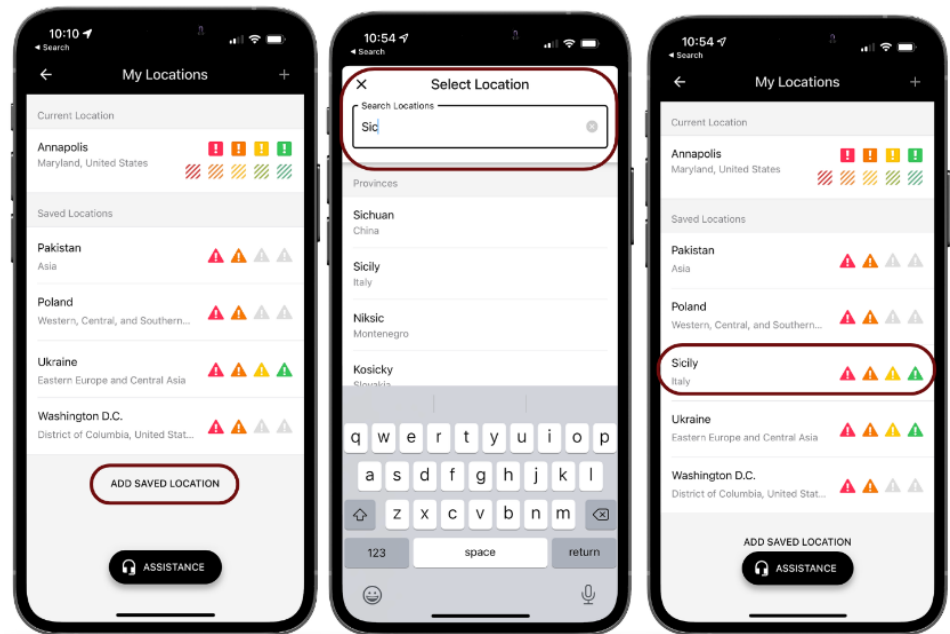 10:10
Search
My Locations
Current Location
Annapolis
Maryland, United States
Saved Locations
Pakistan
Asia
Poland
Western, Central, and Southern...
Ukraine
Eastern Europe and Central Asia
Washington D.C.
District of Columbia, United Stat...
ADD SAVED LOCATION
ASSISTANCE
10:54
Search
Select Location
Search Locations
Sic
Provinces
Sichuan
China
Sicily
Italy
Niksic
Montenegro
Kosicky
Slovakia
q w e r t y u i o p
a s d f g h j k l
z x c v b n m
123 space return
10:54
Search
My Locations
Current Location
Annapolis
Maryland, United States
Saved Locations
Pakistan
Asia
Poland
Western, Central, and Southern...
Sicily
Italy
Ukraine
Eastern Europe and Central Asia
Washington D.C.
District of Columbia, United Stat...
ADD SAVED LOCATION
ASSISTANCE